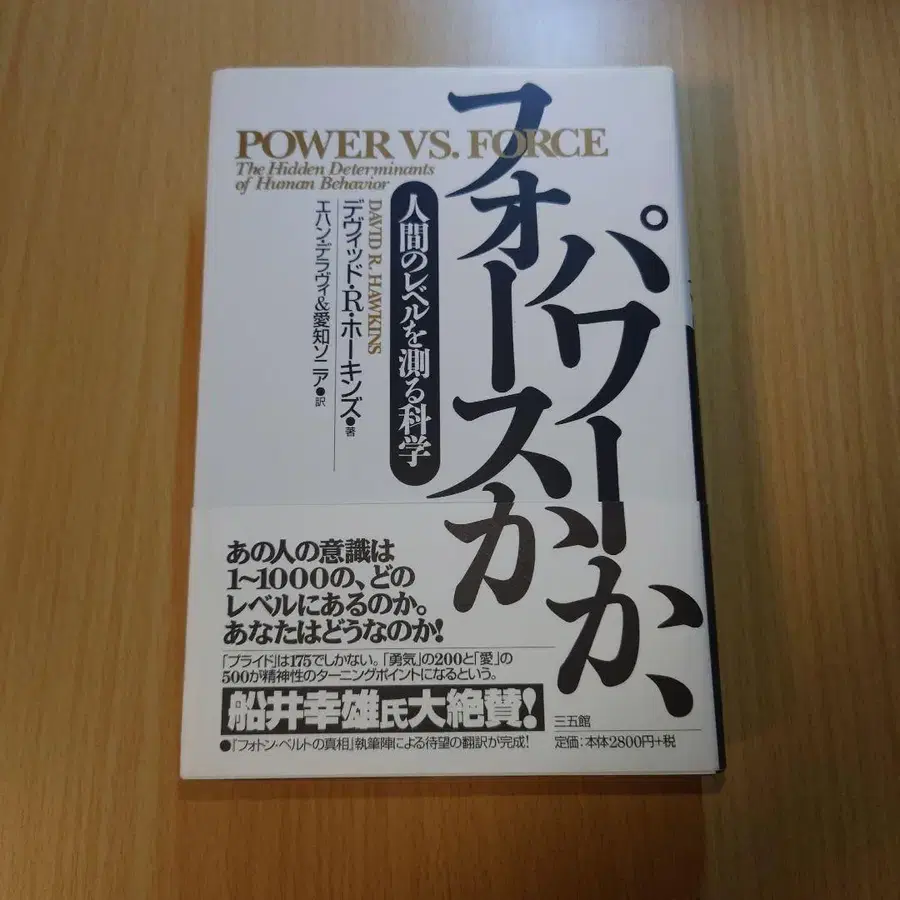 POWER VS. FORCE
The Hidden Determinants
of Human Behavior
パワーか、
フォースか
人間のレベルを測る科学
DAVID R. HAWKINS
デヴィッド・R・ホーキンズ●著
エハン・デラヴィ&愛知ソニア●訳
あの人の意識は
1~1000の、どの
レベルにあるのか。
あなたはどうなのか!
「プライド」は175でしかない。「勇気」の200と「愛」の
500が精神性のターニングポイントになるという。
船井幸雄氏大絶賛!
●『フォトン・ベルトの真相』執筆陣による待望の翻訳が完成!
三五館
定価:本体2800円+税